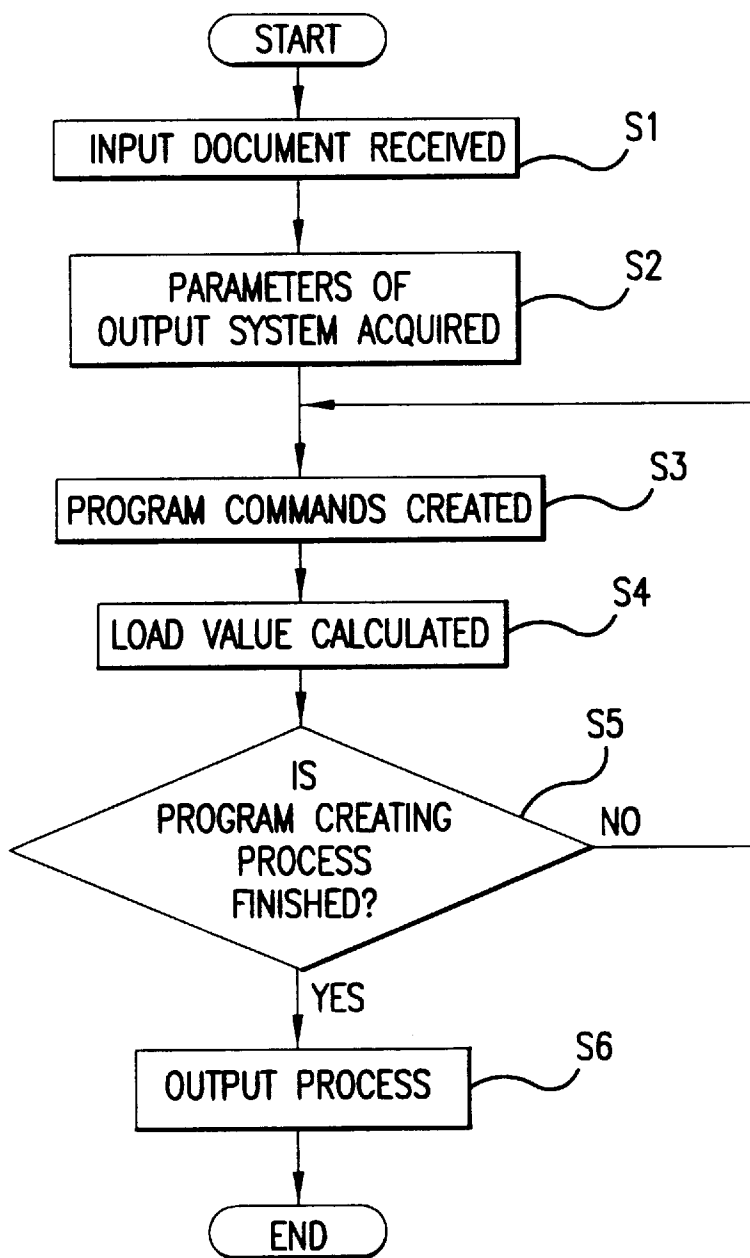 START
INPUT DOCUMENT RECEIVED
S1
PARAMETERS OF
OUTPUT SYSTEM ACQUIRED
S2
PROGRAM COMMANDS CREATED
S3
LOAD VALUE CALCULATED
S4
IS
PROGRAM CREATING
PROCESS
FINISHED?
S5
NO
YES
OUTPUT PROCESS
S6
END